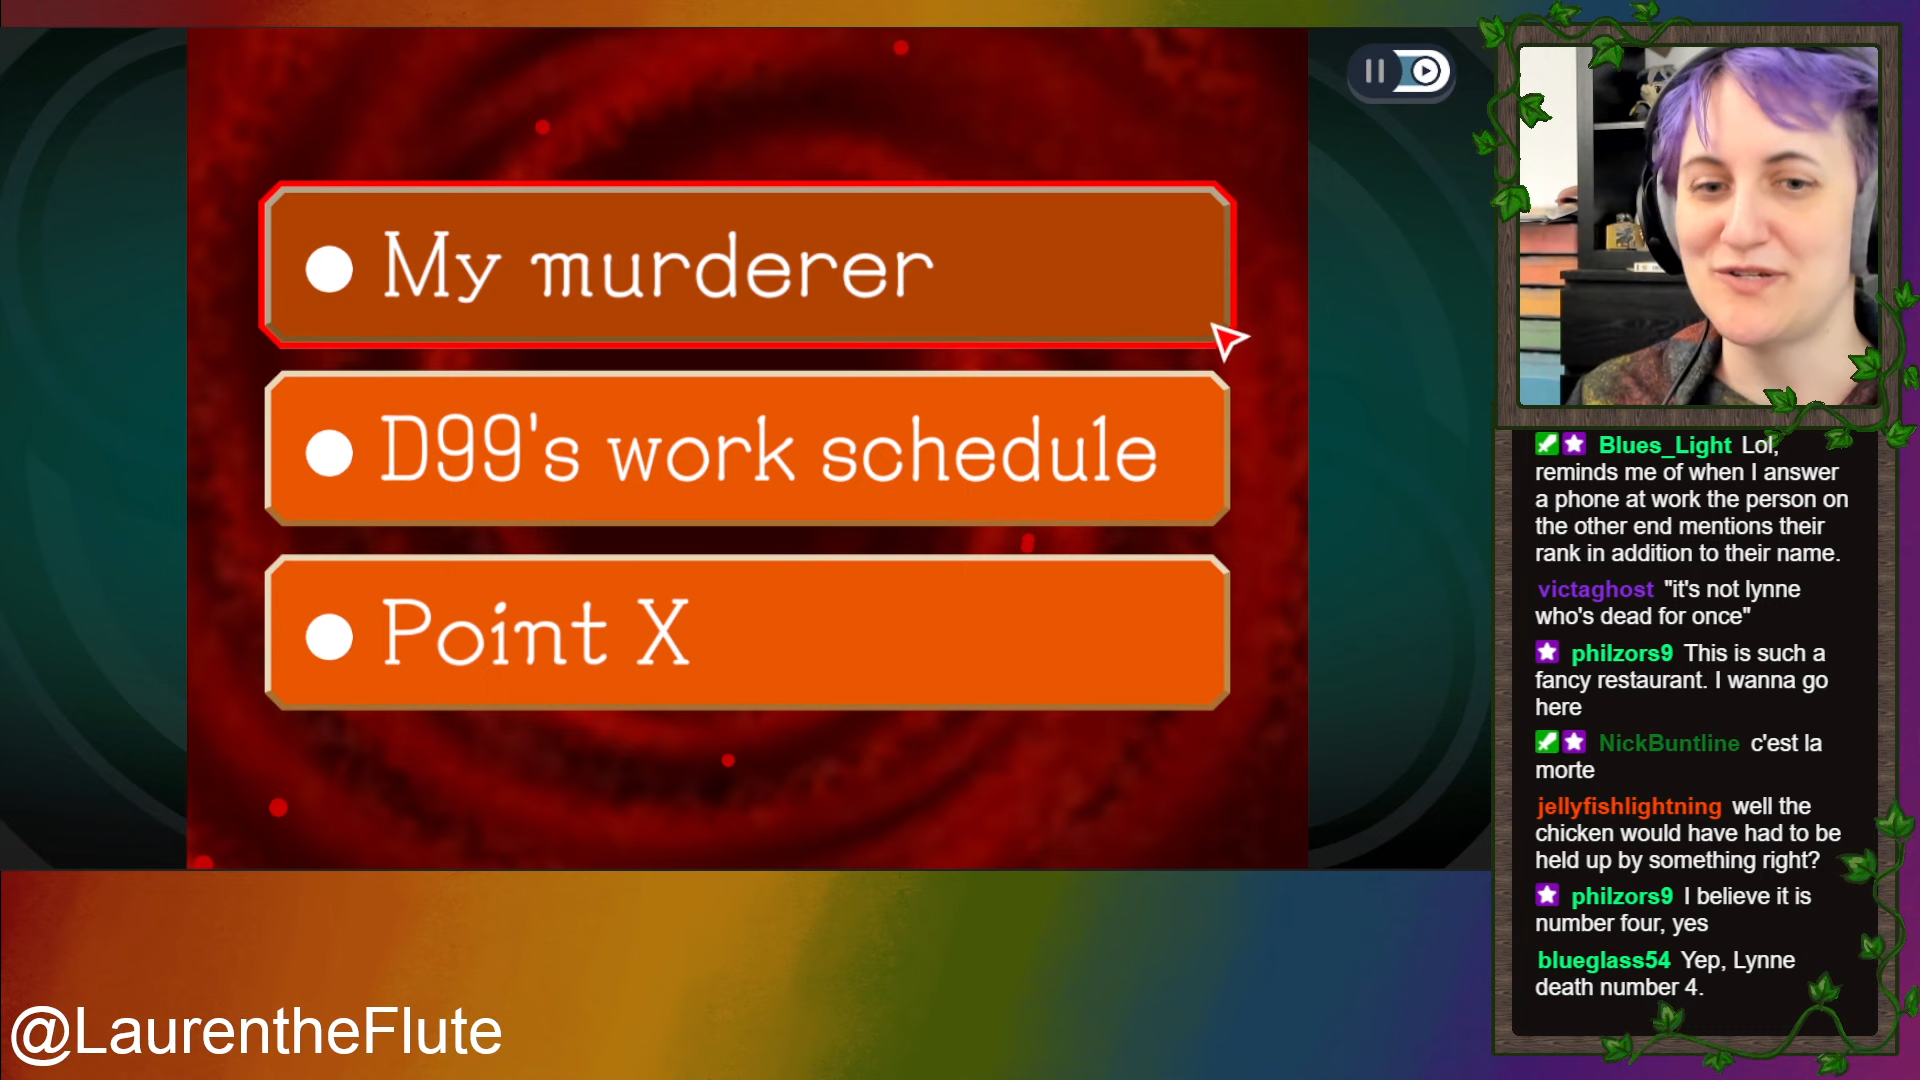 My murderer
D99's work schedule
Point X
Blues_Light Lol,
reminds me of when I answer
a phone at work the person on
the other end mentions their
rank in addition to their name.
victaghost "it's not lynne
who's dead for once"
philzors9 This is such a
fancy restaurant. I wanna go
here
NickBuntline c'est la
morte
jellyfishlightning well the
chicken would have had to be
held up by something right?
philzors9 I believe it is
number four, yes
blueglass54 Yep, Lynne
death number 4.
@LaurentheFlute